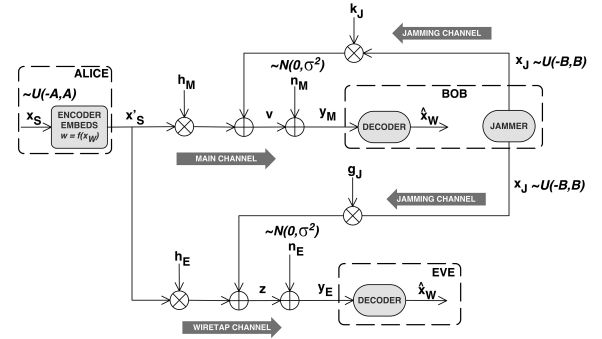 k_J
JAMMING CHANNEL
ALICE
~U(-A,A)
x_S
ENCODER
EMBEDS
w = f(x_W)
x'_S
h_M
~N(0,σ²)
n_M
v
y_M
x_J ~U(-B,B)
BOB
DECODER
x̂_W
JAMMER
MAIN CHANNEL
x_J ~U(-B,B)
g_J
JAMMING CHANNEL
~N(0,σ²)
h_E
n_E
z
y_E
EVE
DECODER
x̂_W
WIRETAP CHANNEL